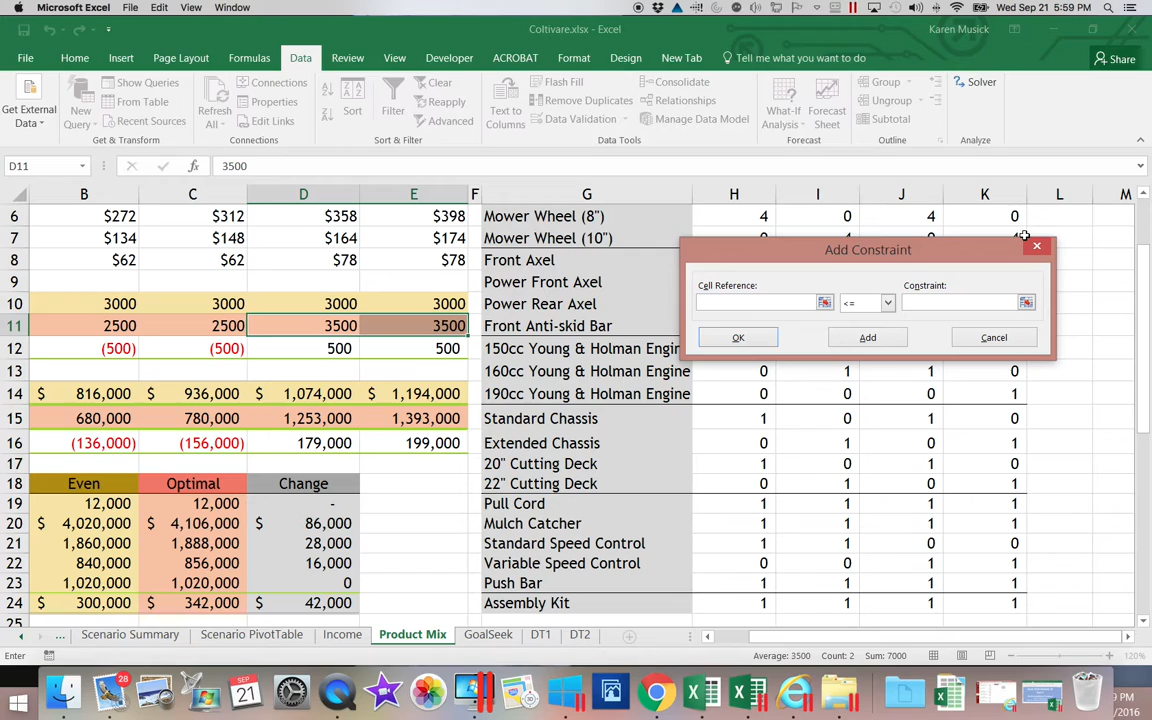 Microsoft Excel File Edit View Window Wed Sep 21 5:59 PM
Coltivare.xlsx - Excel Karen Musick
File Home Insert Page Layout Formulas Data Review View Developer ACROBAT Format Design New Tab Tell me what you want to do Share
Get External Data
New Query
Show Queries
From Table
Recent Sources
Get & Transform
Refresh All
Connections
Properties
Edit Links
Connections
Sort
Filter
Clear
Reapply
Advanced
Sort & Filter
Text to Columns
Flash Fill
Remove Duplicates
Data Validation
Consolidate
Relationships
Manage Data Model
Data Tools
What-If Analysis
Forecast Sheet
Forecast
Group
Ungroup
Subtotal
Outline
Solver
Analyze
D11 fx 3500
B C D E F G H I J K L M
6 $272 $312 $358 $398 Mower Wheel (8") 4 0 4 0
7 $134 $148 $164 $174 Mower Wheel (10")
8 $62 $62 $78 $78 Front Axel
9 Power Front Axel
10 3000 3000 3000 3000 Power Rear Axel
11 2500 2500 3500 3500 Front Anti-skid Bar
12 (500) (500) 500 500 150cc Young & Holman Engine
13 160cc Young & Holman Engine 0 1 1 0
14 $ 816,000 $ 936,000 $ 1,074,000 $ 1,194,000 190cc Young & Holman Engine 0 0 0 1
15 680,000 780,000 1,253,000 1,393,000 Standard Chassis 1 0 1 0
16 (136,000) (156,000) 179,000 199,000 Extended Chassis 0 1 0 1
17 20" Cutting Deck 1 0 1 0
18 Even Optimal Change 22" Cutting Deck 0 1 0 1
19 12,000 12,000 - Pull Cord 1 1 1 1
20 $ 4,020,000 $ 4,106,000 $ 86,000 Mulch Catcher 1 1 1 1
21 1,860,000 1,888,000 28,000 Standard Speed Control 1 1 0 0
22 840,000 856,000 16,000 Variable Speed Control 0 0 1 1
23 1,020,000 1,020,000 0 Push Bar 1 1 1 1
24 $ 300,000 $ 342,000 $ 42,000 Assembly Kit 1 1 1 1
25
Add Constraint
Cell Reference: Constraint:
<=
OK Add Cancel
... Scenario Summary Scenario PivotTable Income Product Mix GoalSeek DT1 DT2
Enter Average: 3500 Count: 2 Sum: 7000 120%
28
SEP
21